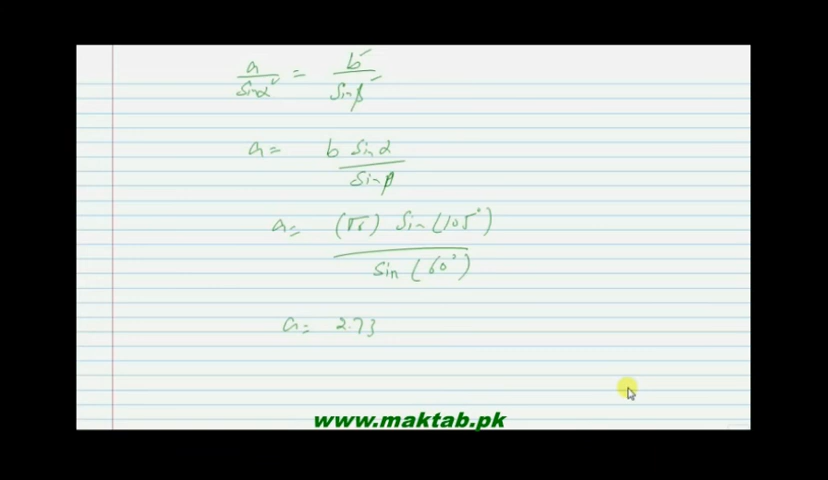 a/sinα = b/sinβ
a = b sinα / sinβ
a = (√6) sin(105°) / sin(60°)
a = 2.73
www.maktab.pk